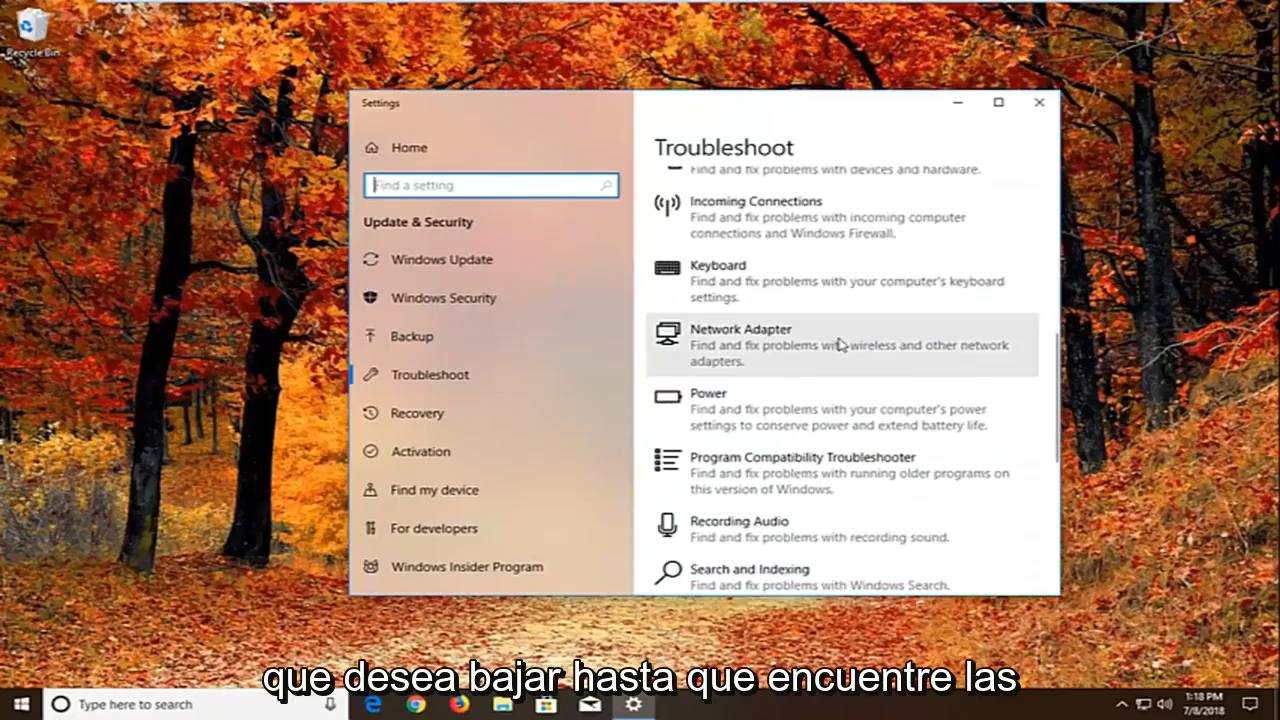 Recycle Bin
Settings
Home
Find a setting
Update & Security
Windows Update
Windows Security
Backup
Troubleshoot
Recovery
Activation
Find my device
For developers
Windows Insider Program
Troubleshoot
Find and fix problems with devices and hardware.
Incoming Connections
Find and fix problems with incoming computer
connections and Windows Firewall.
Keyboard
Find and fix problems with your computer's keyboard
settings.
Network Adapter
Find and fix problems with wireless and other network
adapters.
Power
Find and fix problems with your computer's power
settings to conserve power and extend battery life.
Program Compatibility Troubleshooter
Find and fix problems with running older programs on
this version of Windows.
Recording Audio
Find and fix problems with recording sound.
Search and Indexing
Find and fix problems with Windows Search.
que desea bajar hasta que encuentre las
Type here to search
1:18 PM
7/8/2018